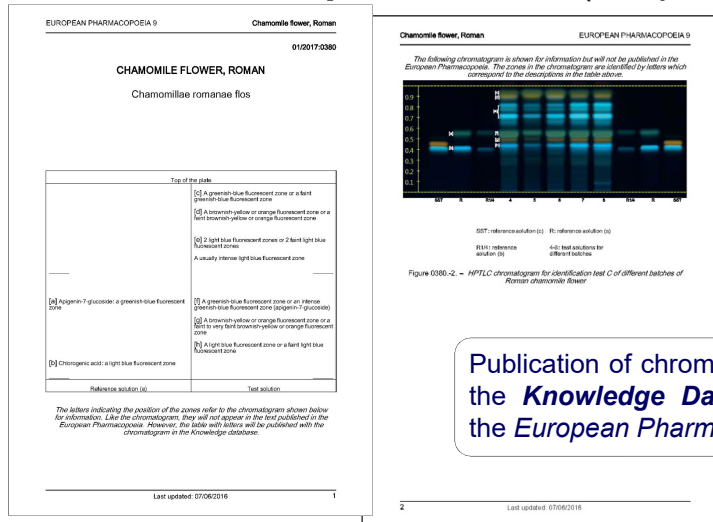 EUROPEAN PHARMACOPOEIA 9 Chamomile flower, Roman
01/2017:0380
CHAMOMILE FLOWER, ROMAN
Chamomillae romanae flos
Top of the plate
[c] A greenish-blue fluorescent zone or a faint
greenish-blue fluorescent zone
[d] A brownish-yellow or orange fluorescent zone or a
faint brownish-yellow or orange fluorescent zone
[e] 2 light blue fluorescent zones or 2 faint light blue
fluorescent zones
A usually intense light blue fluorescent zone
[a] Apigenin-7-glucoside: a greenish-blue fluorescent
zone
[f] A greenish-blue fluorescent zone or an intense
greenish-blue fluorescent zone (apigenin-7-glucoside)
[g] A brownish-yellow or orange fluorescent zone or a
faint to very faint brownish-yellow or orange fluorescent
zone
[h] A light blue fluorescent zone or a faint light blue
fluorescent zone
[b] Chlorogenic acid: a light blue fluorescent zone
Reference solution (a) Test solution
The letters indicating the position of the zones refer to the chromatogram shown below
for information. Like the chromatogram, they will not appear in the text published in the
European Pharmacopoeia. However, the table with letters will be published with the
chromatogram in the Knowledge database.
Last updated: 07/06/2016 1
Chamomile flower, Roman EUROPEAN PHARMACOPOEIA 9
The following chromatogram is shown for information but will not be published in the
European Pharmacopoeia. The zones in the chromatogram are identified by letters which
correspond to the descriptions in the table above.
0.9
0.8
0.7
0.6
0.5
0.4
0.3
0.2
0.1
SST R R1/4 4 5 6 7 8 R1/4 R SST
SST: reference solution (c) R: reference solution (a)
R1/4: reference
solution (b)
4-8: test solutions for
different batches
Figure 0380.-2. – HPTLC chromatogram for identification test C of different batches of
Roman chamomile flower
Publication of chrom
the Knowledge Da
the European Pharm
2 Last updated: 07/06/2016